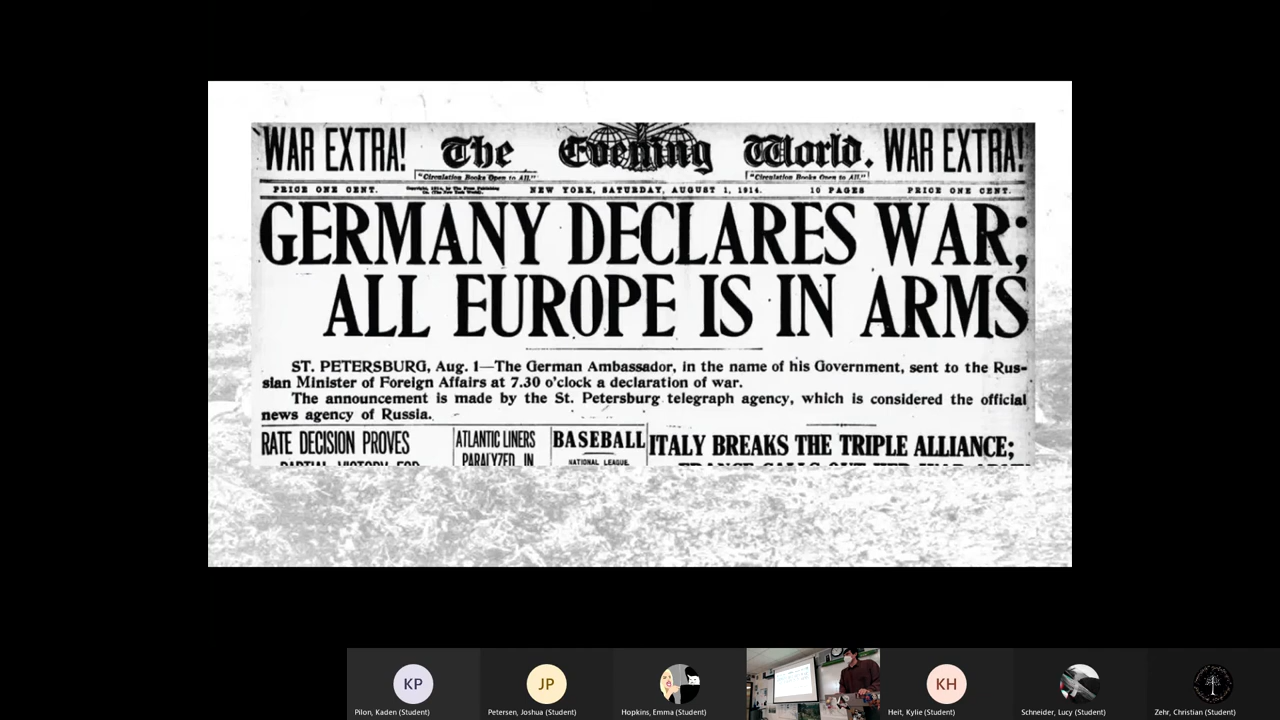 WAR EXTRA! The Evening World. WAR EXTRA!
"Circulation Books Open to All." "Circulation Books Open to All."
PRICE ONE CENT. NEW YORK, SATURDAY, AUGUST 1, 1914. 10 PAGES PRICE ONE CENT.
GERMANY DECLARES WAR;
ALL EUROPE IS IN ARMS
ST. PETERSBURG, Aug. 1—The German Ambassador, in the name of his Government, sent to the Rus-
sian Minister of Foreign Affairs at 7.30 o'clock a declaration of war.
The announcement is made by the St. Petersburg telegraph agency, which is considered the official
news agency of Russia.
RATE DECISION PROVES
PARTIAL VICTORY FOR
ATLANTIC LINERS
PARALYZED IN
BASEBALL
NATIONAL LEAGUE.
ITALY BREAKS THE TRIPLE ALLIANCE;
KP
JP
KH
Pilon, Kaden (Student)
Petersen, Joshua (Student)
Hopkins, Emma (Student)
Heit, Kylie (Student)
Schneider, Lucy (Student)
Zehr, Christian (Student)